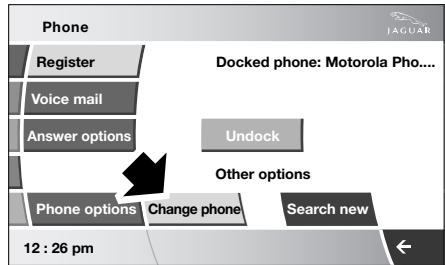 Phone
JAGUAR
Register
Docked phone: Motorola Pho....
Voice mail
Answer options
Undock
Other options
Phone options
Change phone
Search new
12 : 26 pm